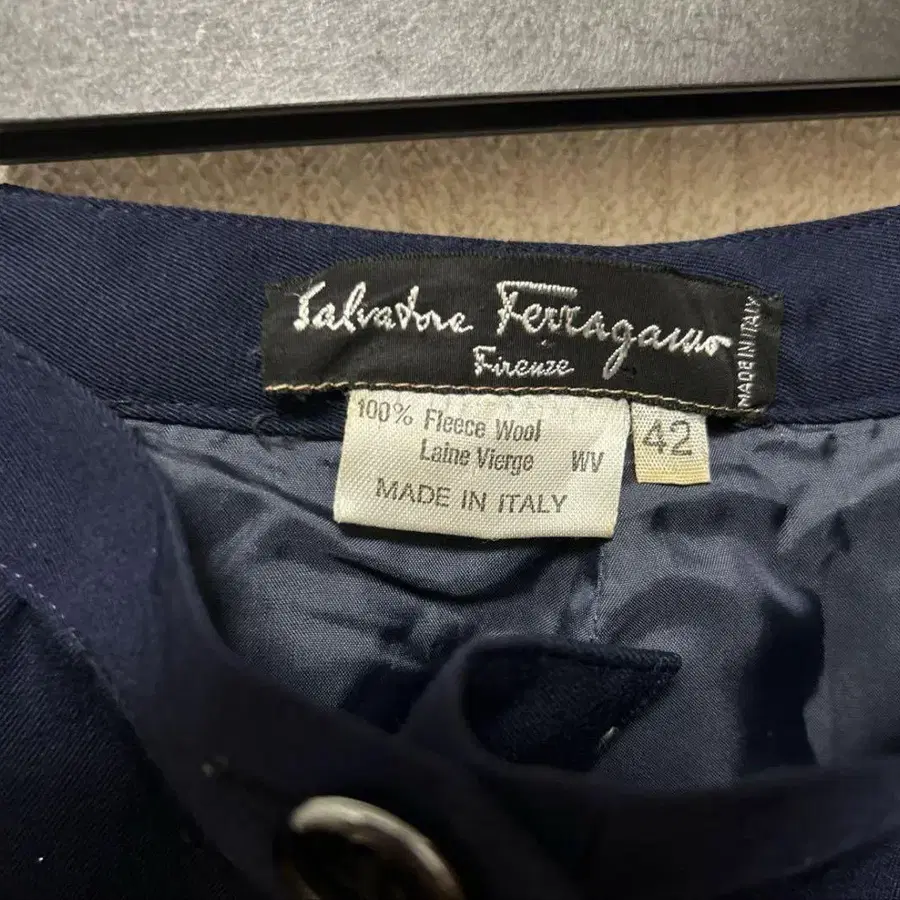 Salvatore Ferragamo
Firenze
MADE IN ITALY
100% Fleece Wool
Laine Vierge WV
MADE IN ITALY
42